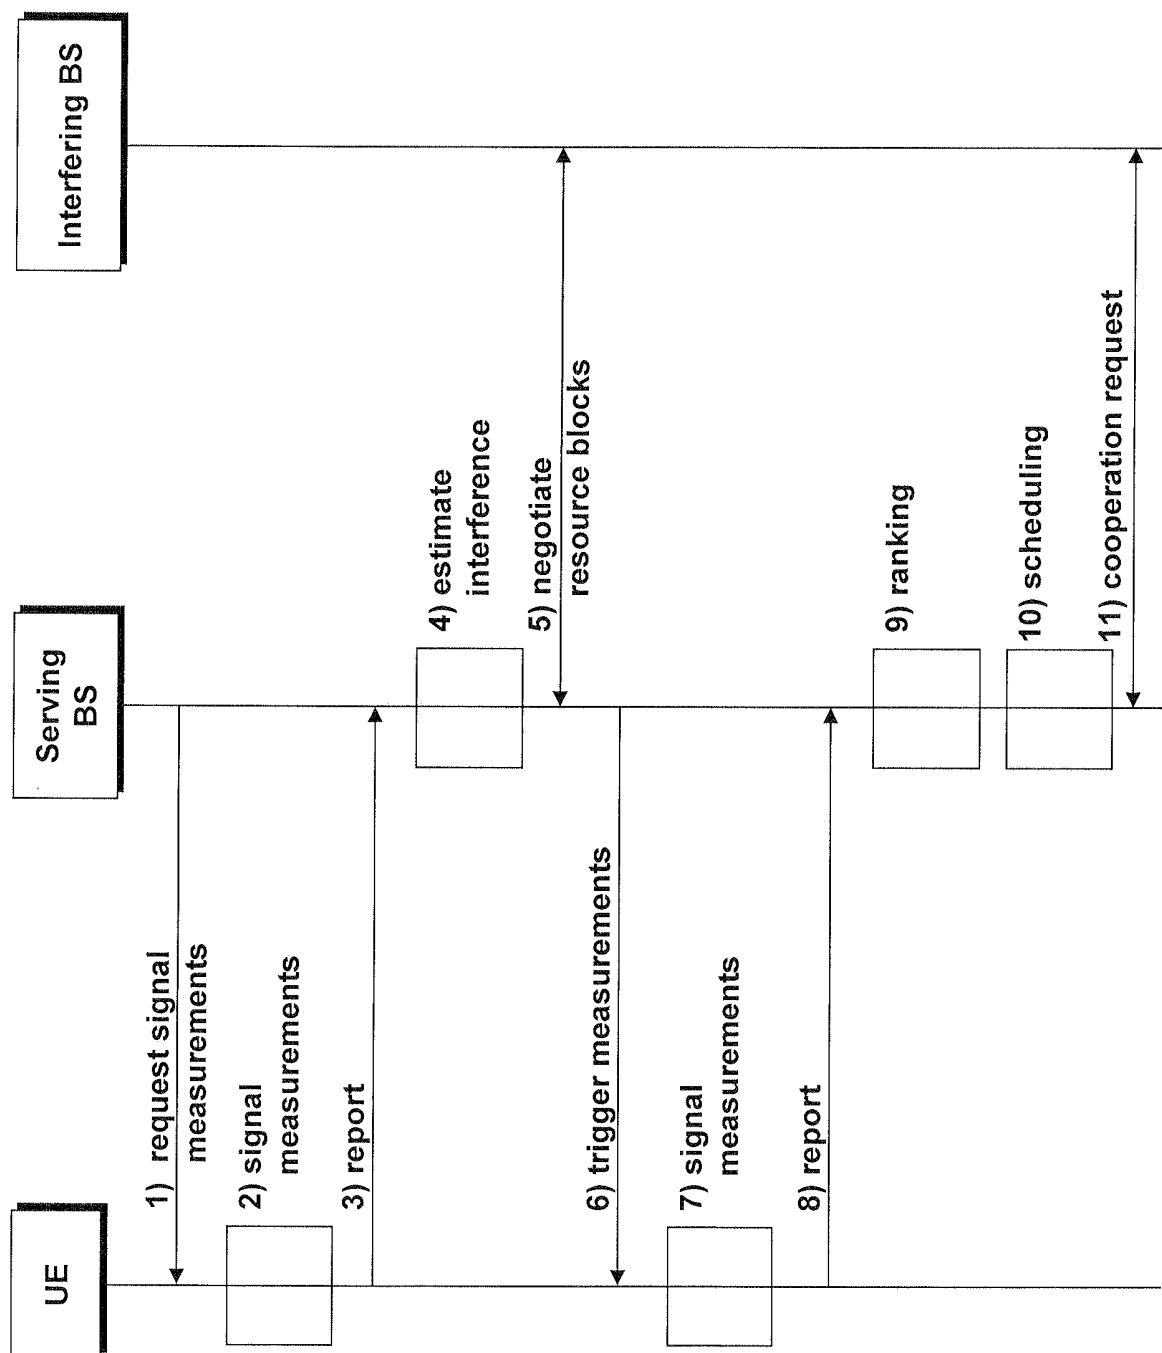 UE
Serving
BS
Interfering BS
1) request signal
measurements
2) signal
measurements
3) report
4) estimate
interference
5) negotiate
resource blocks
6) trigger measurements
7) signal
measurements
8) report
9) ranking
10) scheduling
11) cooperation request